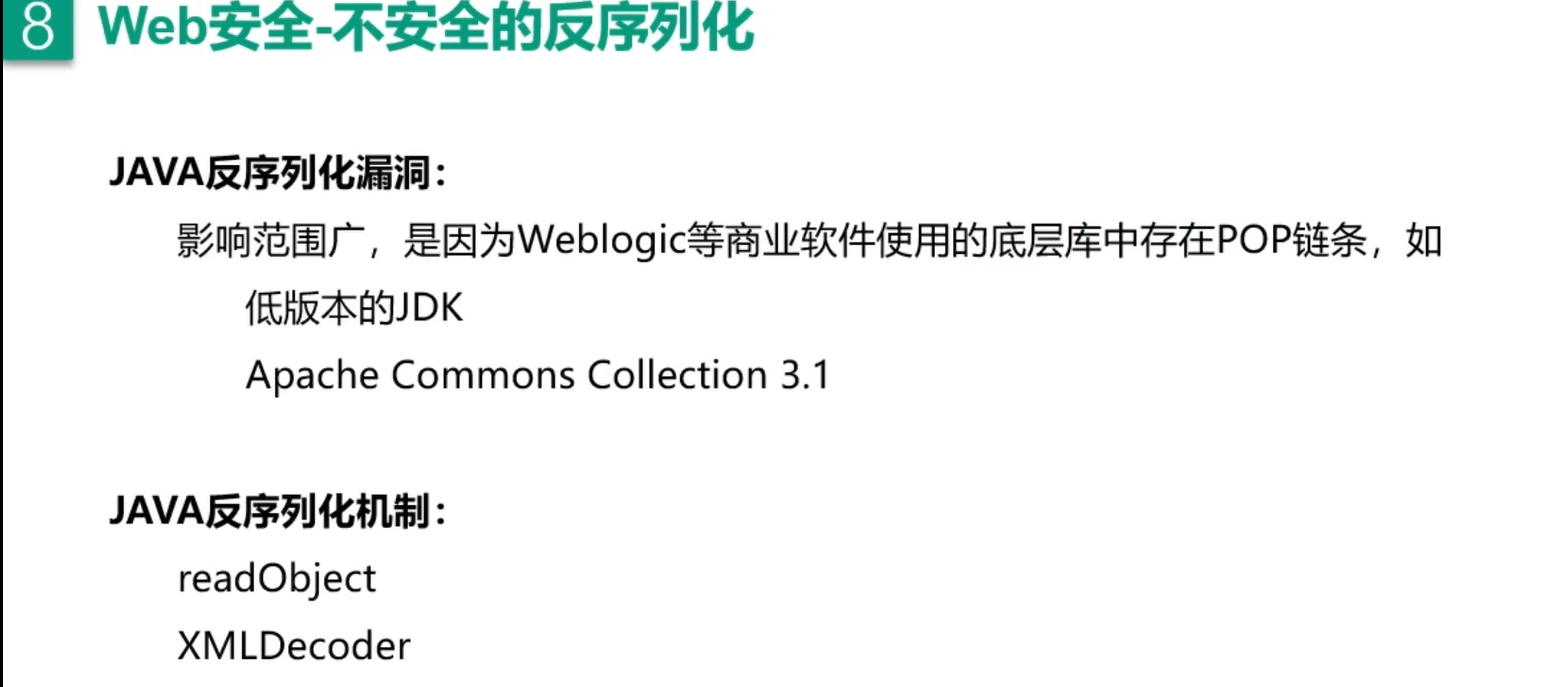 8 Web安全-不安全的反序列化
JAVA反序列化漏洞：
影响范围广，是因为Weblogic等商业软件使用的底层库中存在POP链条，如
低版本的JDK
Apache Commons Collection 3.1
JAVA反序列化机制：
readObject
XMLDecoder